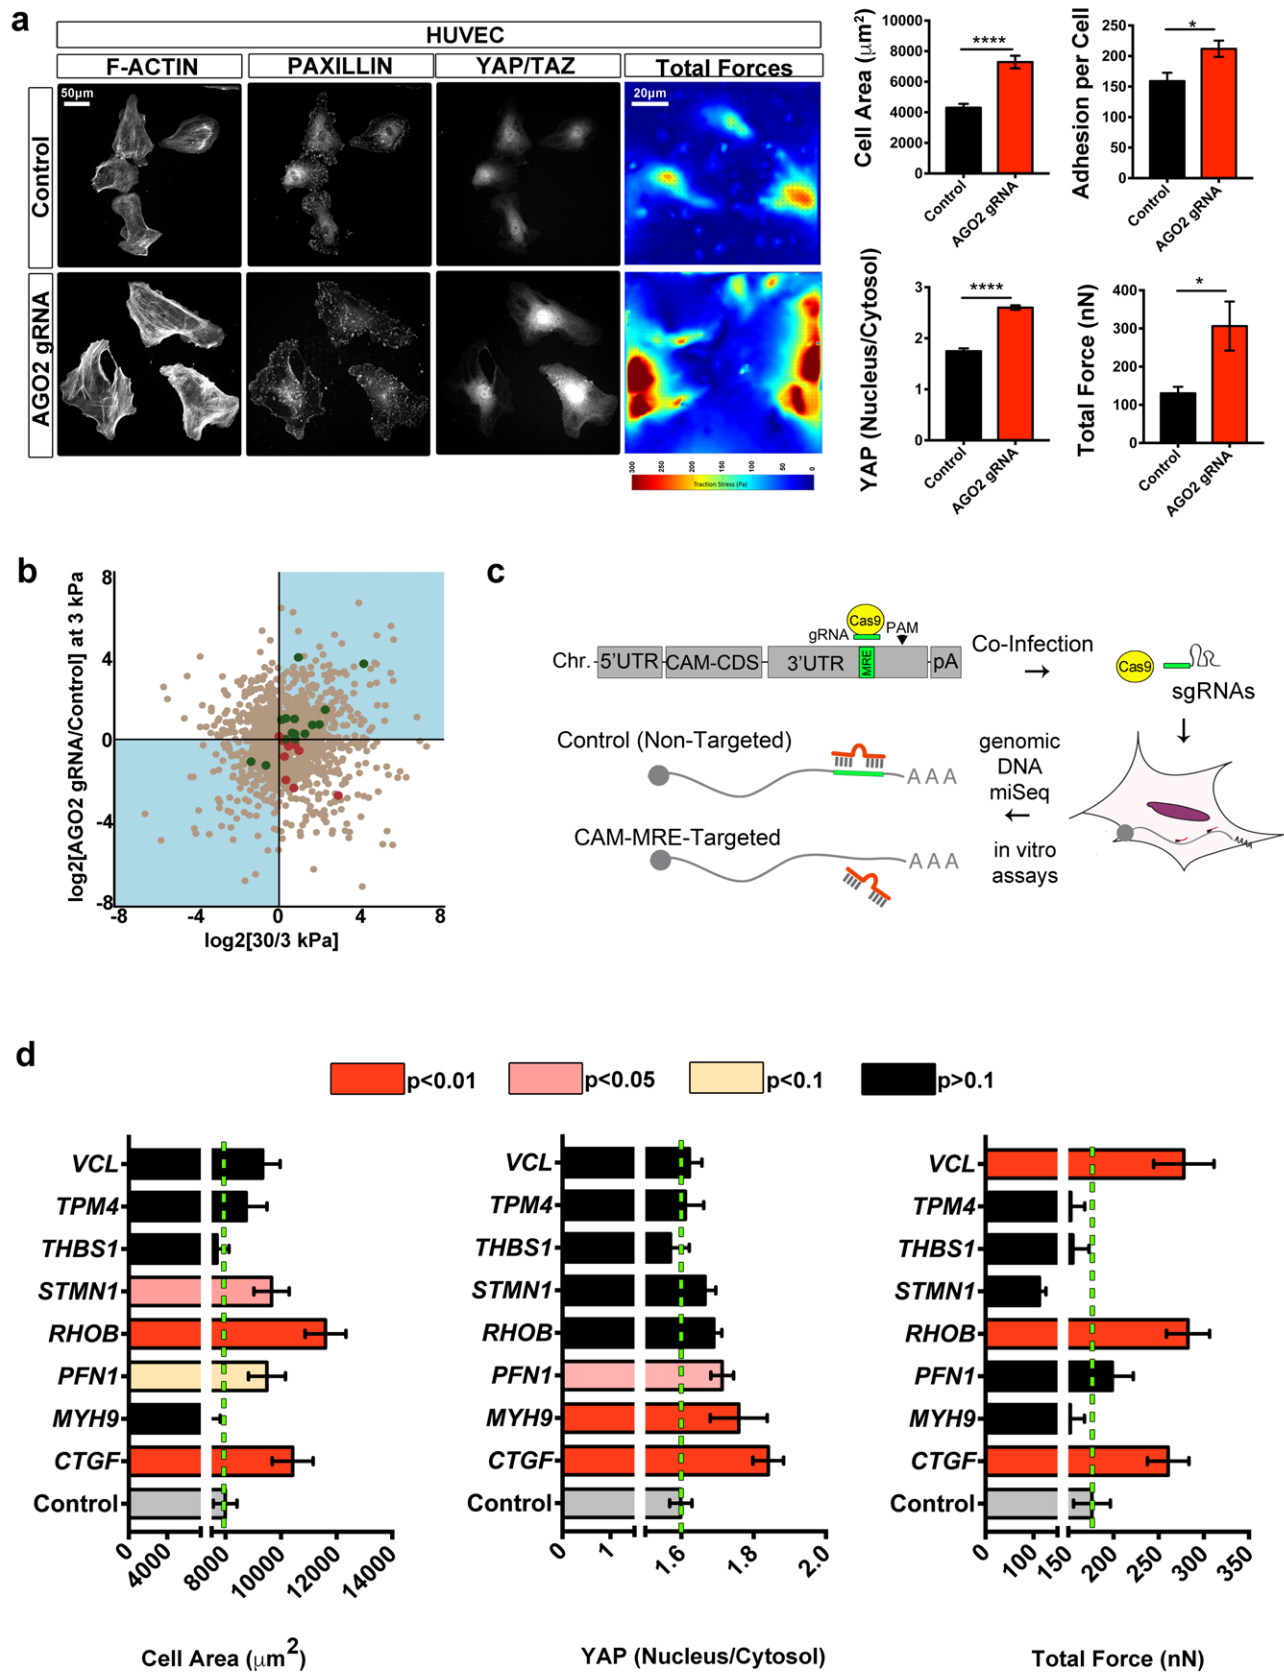 a
HUVEC
F-ACTIN PAXILLIN YAP/TAZ Total Forces
Control
50μm
20μm
AGO2 gRNA
300 250 200 150 100 50 0
Traction Stress (Pa)
Cell Area (μm²)
10000
8000
6000
4000
2000
0
****
Control
AGO2 gRNA
Adhesion per Cell
250
200
150
100
50
0
*
Control
AGO2 gRNA
YAP (Nucleus/Cytosol)
3
2
1
0
****
Control
AGO2 gRNA
Total Force (nN)
400
300
200
100
0
*
Control
AGO2 gRNA
b
log2[AGO2 gRNA/Control] at 3 kPa
8
4
0
-4
-8
-8 -4 0 4 8
log2[30/3 kPa]
c
Cas9
gRNA PAM
Chr. 5'UTR CAM-CDS 3'UTR MRE pA
Co-Infection
Cas9
sgRNAs
Control (Non-Targeted)
AAA
CAM-MRE-Targeted
AAA
genomic
DNA
miSeq
in vitro
assays
AAAA
d
p<0.01 p<0.05 p<0.1 p>0.1
VCL
TPM4
THBS1
STMN1
RHOB
PFN1
MYH9
CTGF
Control
0 4000 8000 10000 12000 14000
Cell Area (μm²)
VCL
TPM4
THBS1
STMN1
RHOB
PFN1
MYH9
CTGF
Control
0 1 1.6 1.8 2.0
YAP (Nucleus/Cytosol)
VCL
TPM4
THBS1
STMN1
RHOB
PFN1
MYH9
CTGF
Control
0 100 150 200 250 300 350
Total Force (nN)